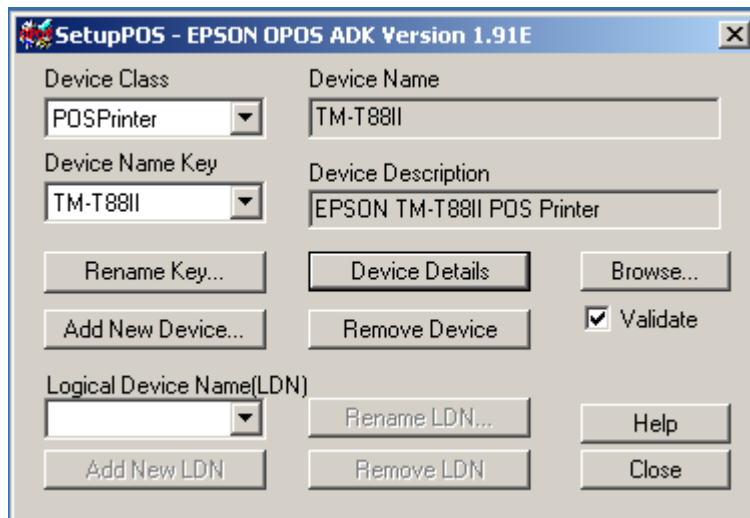 SetupPOS - EPSON OPOS ADK Version 1.91E
Device Class
Device Name
POSPrinter
TM-T88II
Device Name Key
Device Description
TM-T88II
EPSON TM-T88II POS Printer
Rename Key...
Device Details
Browse...
Add New Device...
Remove Device
Validate
Logical Device Name(LDN)
Rename LDN...
Help
Add New LDN
Remove LDN
Close